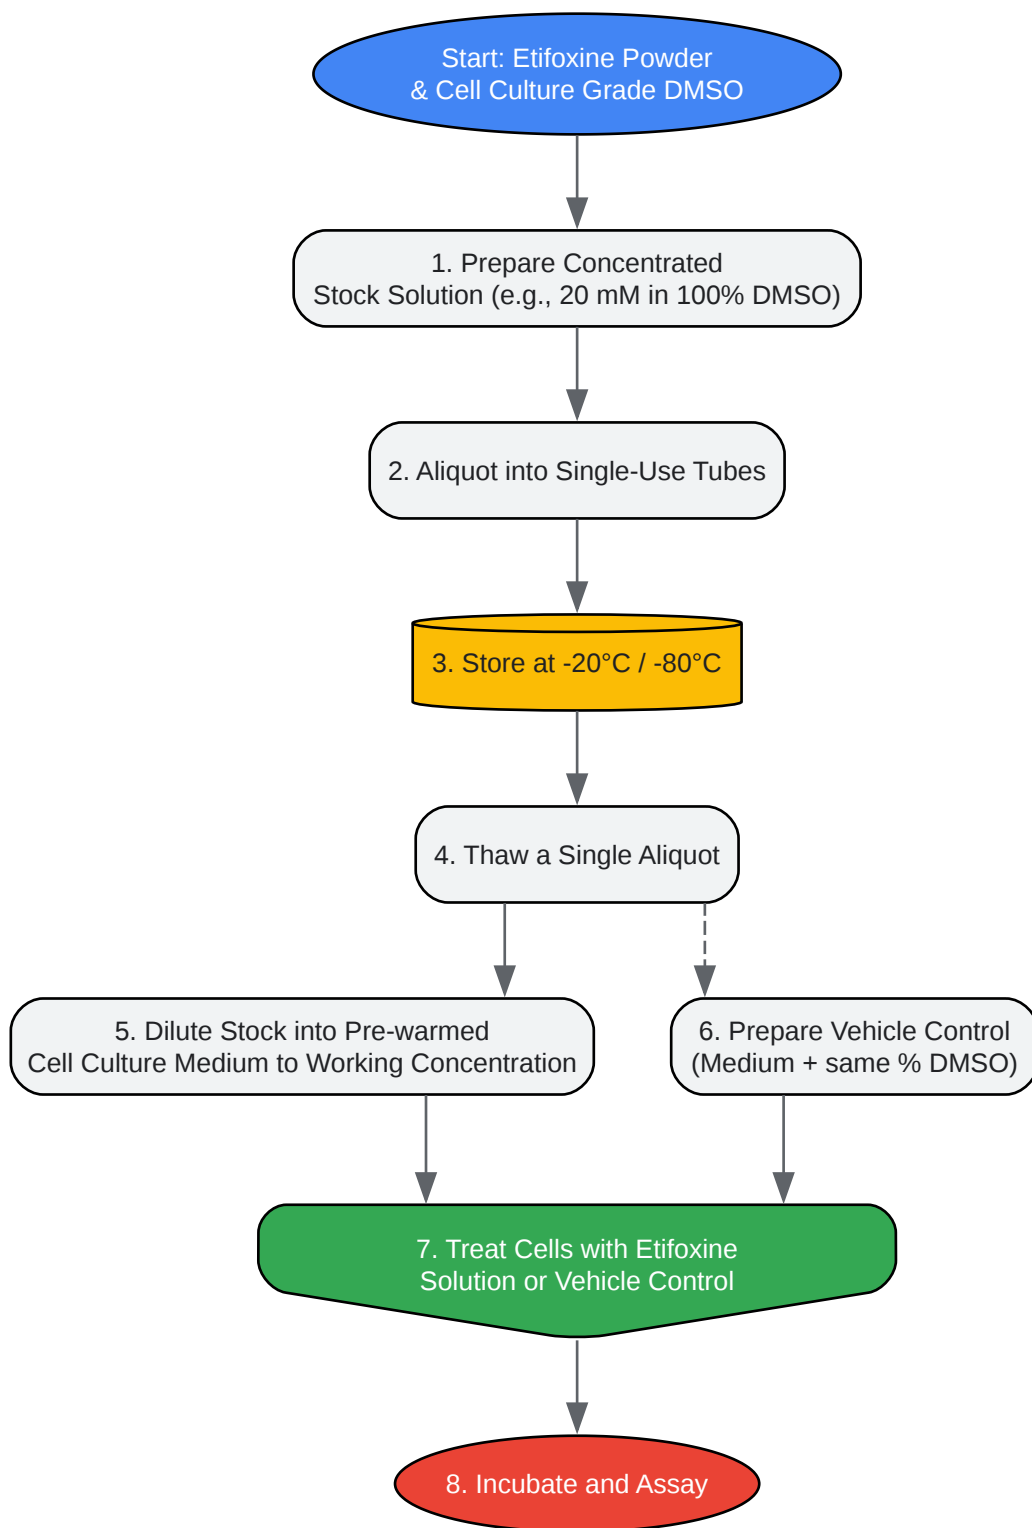 Start: Etifoxine Powder
& Cell Culture Grade DMSO
1. Prepare Concentrated
Stock Solution (e.g., 20 mM in 100% DMSO)
2. Aliquot into Single-Use Tubes
3. Store at -20°C / -80°C
4. Thaw a Single Aliquot
5. Dilute Stock into Pre-warmed
Cell Culture Medium to Working Concentration
6. Prepare Vehicle Control
(Medium + same % DMSO)
7. Treat Cells with Etifoxine
Solution or Vehicle Control
8. Incubate and Assay